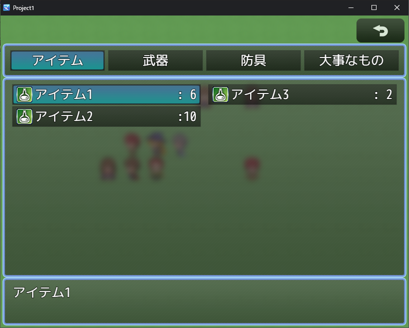 Project1
アイテム 武器 防具 大事なもの
アイテム1 : 6 アイテム3 : 2
アイテム2 :10
アイテム1